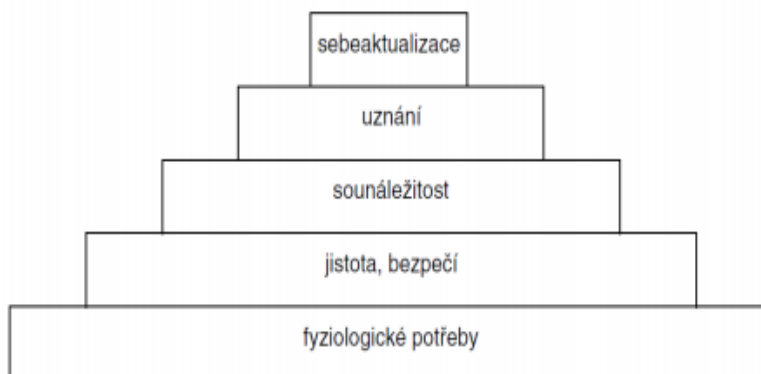 sebeaktualizace
uznání
sounáležitost
jistota, bezpečí
fyziologické potřeby